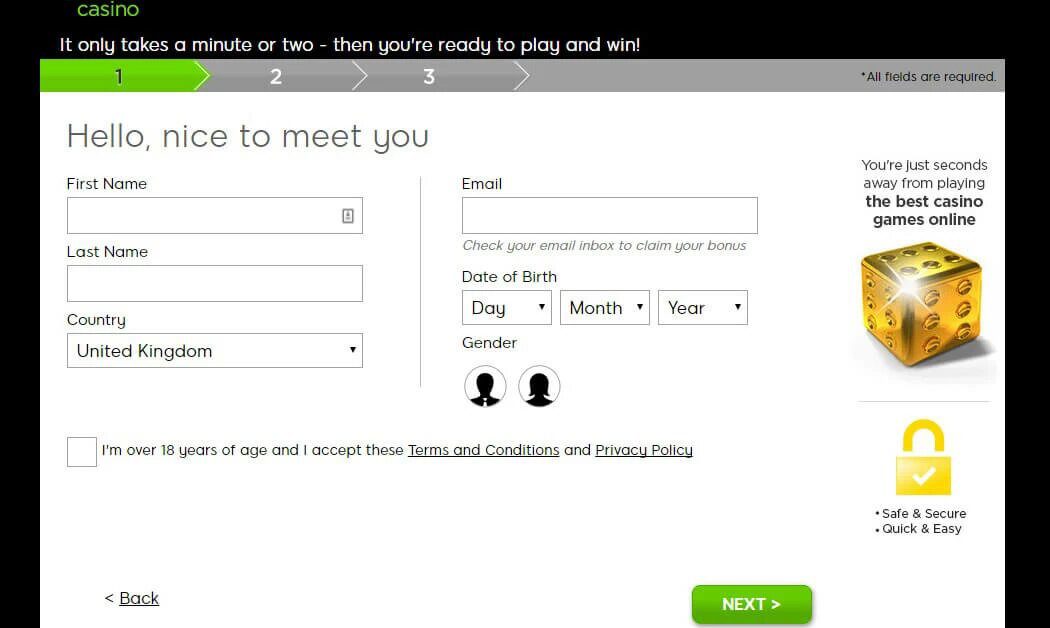 casino
It only takes a minute or two - then you're ready to play and win!
1 2 3 *All fields are required.
Hello, nice to meet you
First Name
Last Name
Country
United Kingdom
Email
Check your email inbox to claim your bonus
Date of Birth
Day Month Year
Gender
I'm over 18 years of age and I accept these Terms and Conditions and Privacy Policy
< Back
NEXT >
You're just seconds
away from playing
the best casino
games online
• Safe & Secure
• Quick & Easy